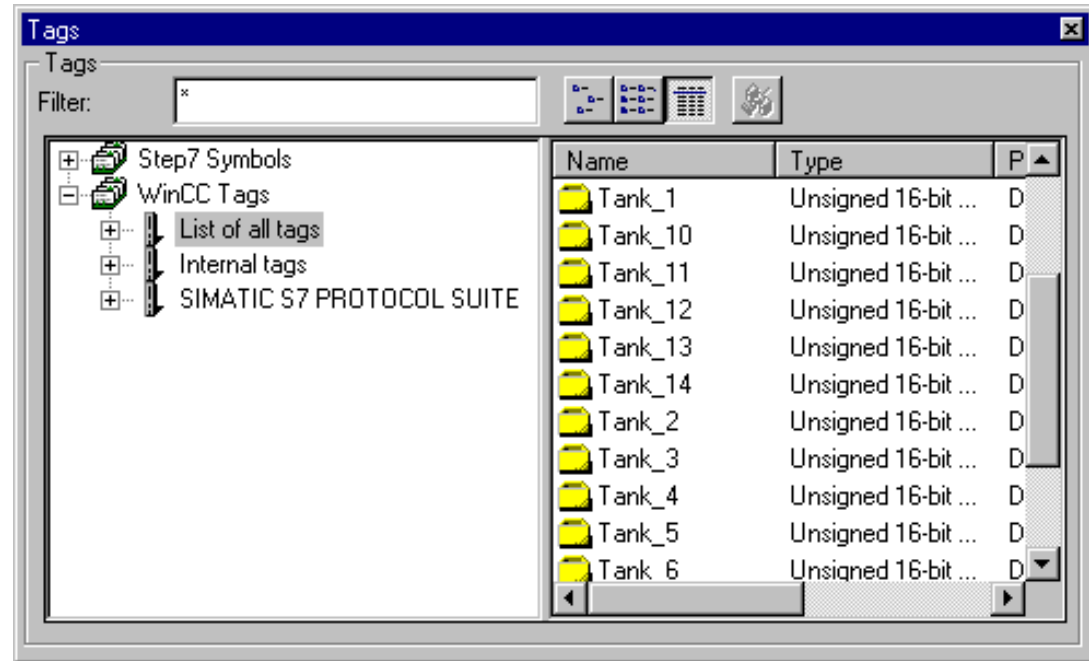 Tags
Tags
Filter: *
Step7 Symbols
WinCC Tags
List of all tags
Internal tags
SIMATIC S7 PROTOCOL SUITE
Name Type P
Tank_1 Unsigned 16-bit ... D
Tank_10 Unsigned 16-bit ... D
Tank_11 Unsigned 16-bit ... D
Tank_12 Unsigned 16-bit ... D
Tank_13 Unsigned 16-bit ... D
Tank_14 Unsigned 16-bit ... D
Tank_2 Unsigned 16-bit ... D
Tank_3 Unsigned 16-bit ... D
Tank_4 Unsigned 16-bit ... D
Tank_5 Unsigned 16-bit ... D
Tank_6 Unsigned 16-bit ... D